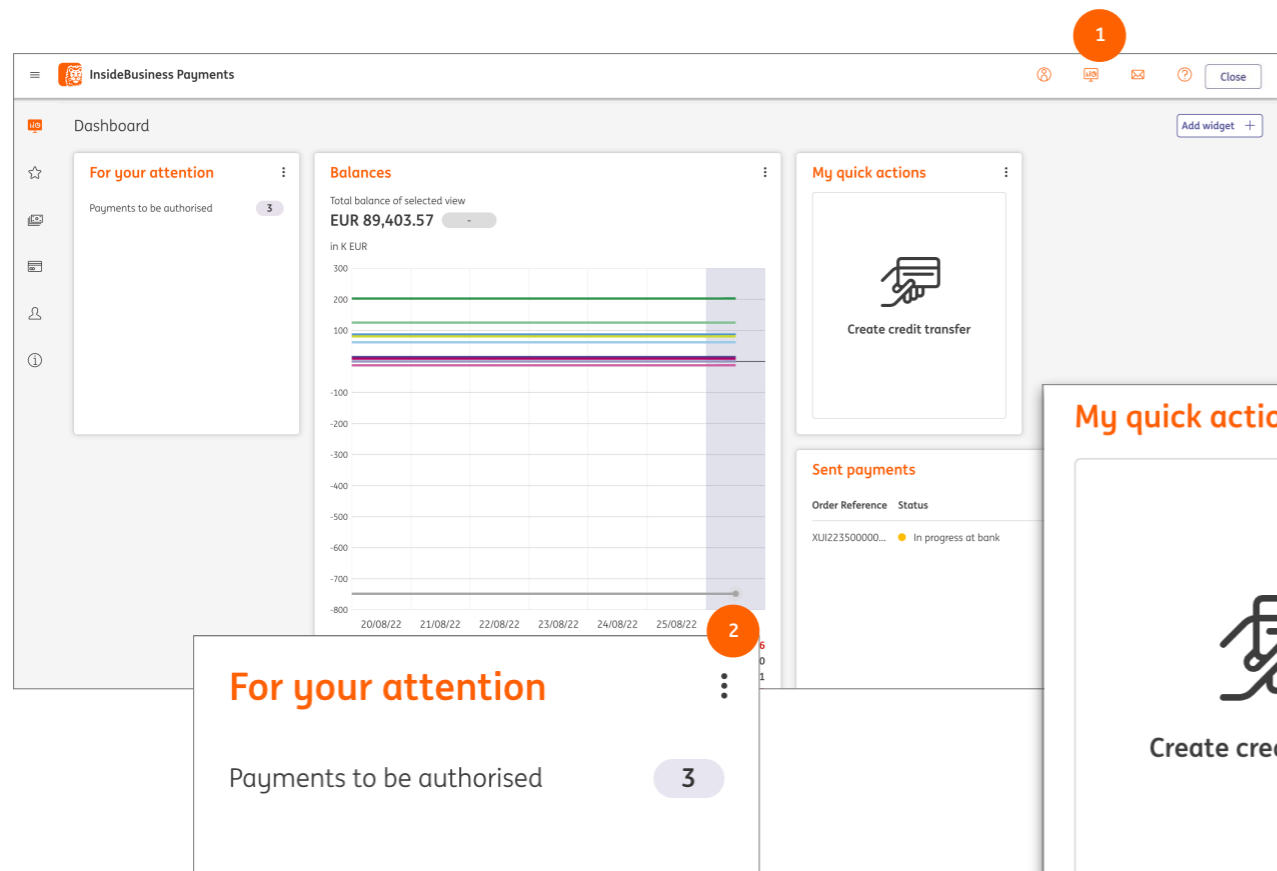 1
InsideBusiness Payments
Close
Dashboard
Add widget +
For your attention
Payments to be authorised 3
Balances
Total balance of selected view
EUR 89,403.57 -
in K EUR
300
200
100
-100
-200
-300
-400
-500
-600
-700
-800
20/08/22 21/08/22 22/08/22 23/08/22 24/08/22 25/08/22
6
0
1
My quick actions
Create credit transfer
Sent payments
Order Reference Status
XUI223500000... In progress at bank
2
For your attention
Payments to be authorised 3
My quick actio
Create cre